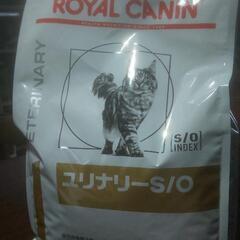 ROYAL CANIN
VETERINARY
S/O
INDEX
ユリナリーS/O